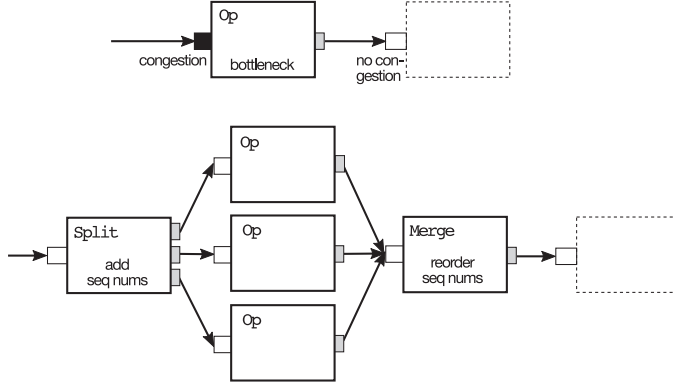 Op
congestion
bottleneck
no con-
gestion
Op
Split
add
seq nums
Op
Merge
reorder
seq nums
Op